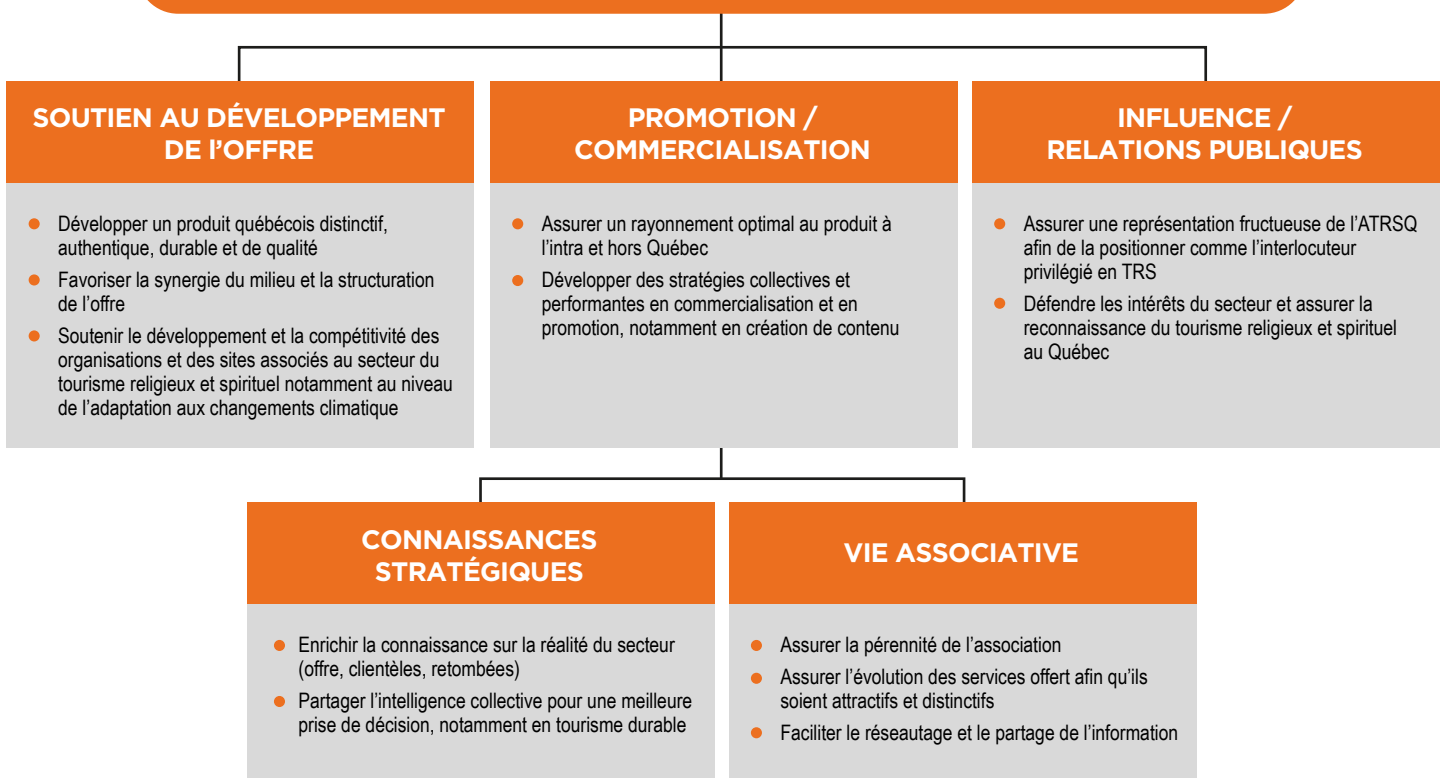 SOUTIEN AU DÉVELOPPEMENT
DE l'OFFRE
Développer un produit québécois distinctif,
authentique, durable et de qualité
Favoriser la synergie du milieu et la structuration
de l'offre
Soutenir le développement et la compétitivité des
organisations et des sites associés au secteur du
tourisme religieux et spirituel notamment au niveau
de l'adaptation aux changements climatique
PROMOTION /
COMMERCIALISATION
Assurer un rayonnement optimal au produit à
l'intra et hors Québec
Développer des stratégies collectives et
performantes en commercialisation et en
promotion, notamment en création de contenu
INFLUENCE /
RELATIONS PUBLIQUES
Assurer une représentation fructueuse de l'ATRSQ
afin de la positionner comme l'interlocuteur
privilégié en TRS
Défendre les intérêts du secteur et assurer la
reconnaissance du tourisme religieux et spirituel
au Québec
CONNAISSANCES
STRATÉGIQUES
Enrichir la connaissance sur la réalité du secteur
(offre, clientèles, retombées)
Partager l'intelligence collective pour une meilleure
prise de décision, notamment en tourisme durable
VIE ASSOCIATIVE
Assurer la pérennité de l'association
Assurer l'évolution des services offert afin qu'ils
soient attractifs et distinctifs
Faciliter le réseautage et le partage de l'information